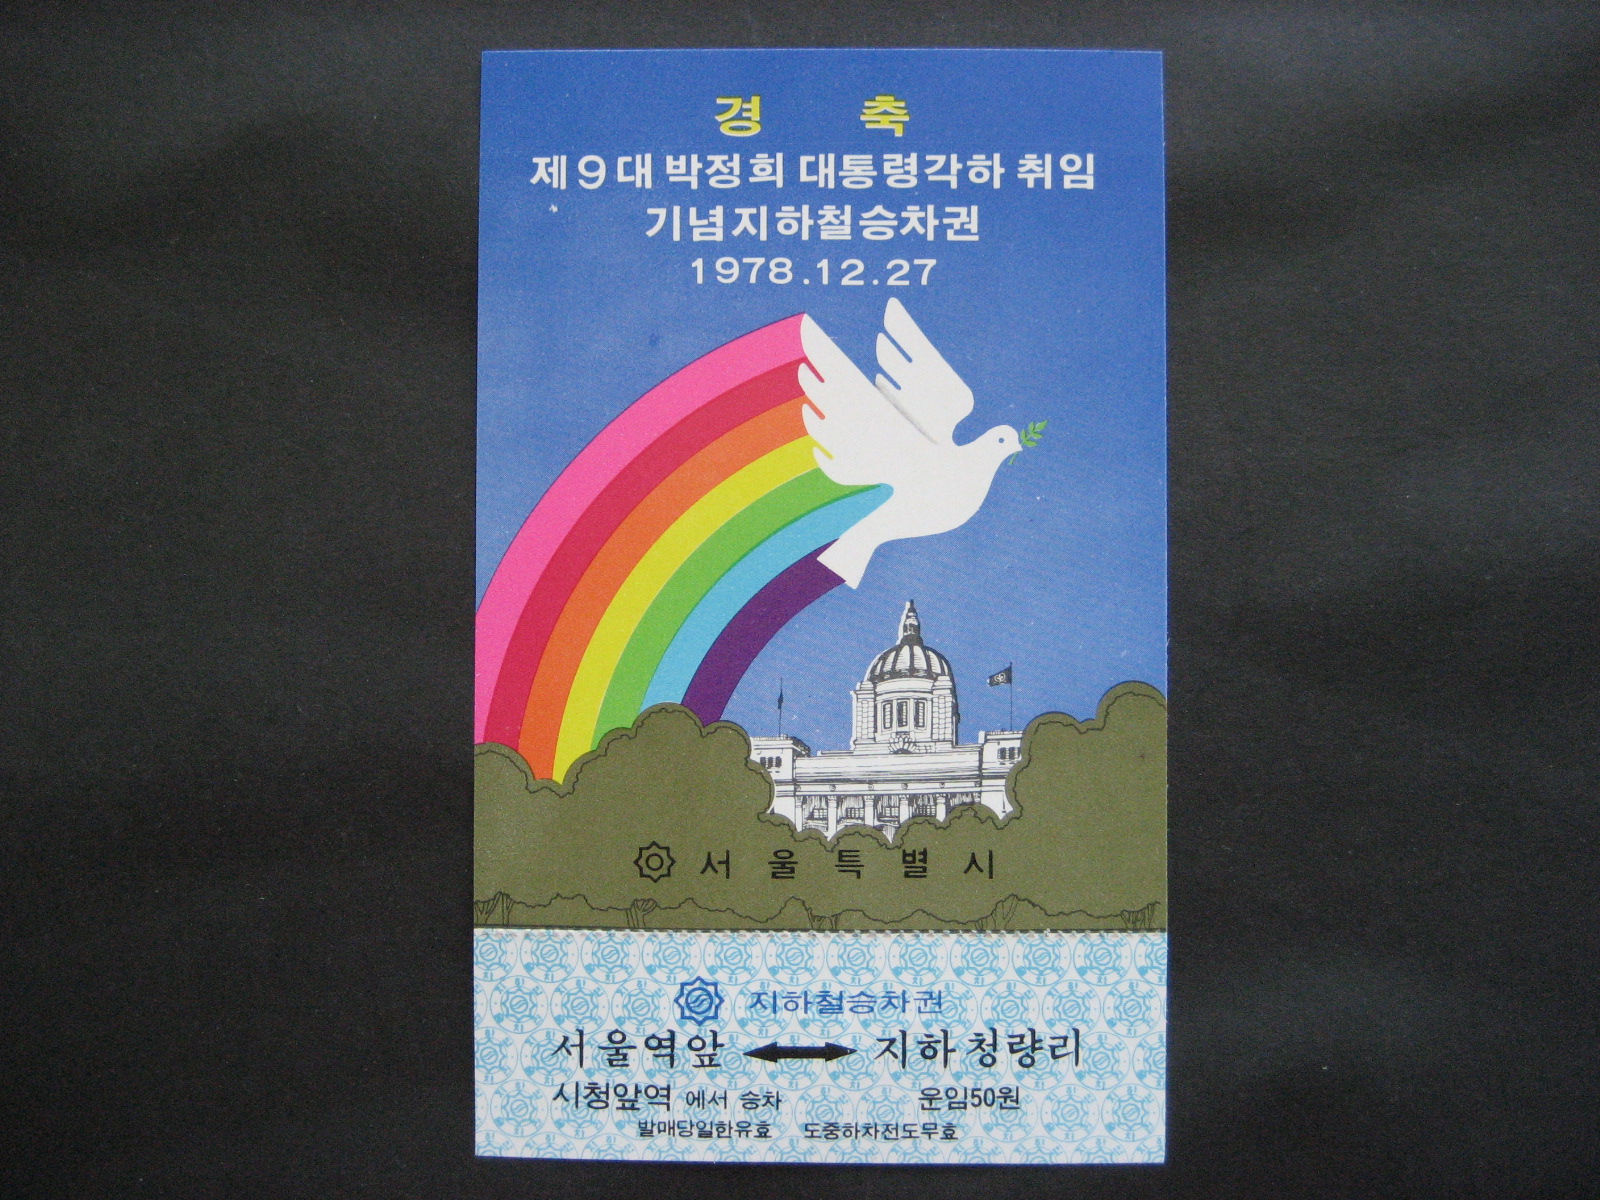 경 축
제9대 박정희 대통령각하 취임
기념지하철승차권
1978.12.27
서울특별시
지하철승차권
서울역앞 ↔ 지하청량리
시청앞역 에서 승차 운임50원
발매당일한유효 도중하차전도무효